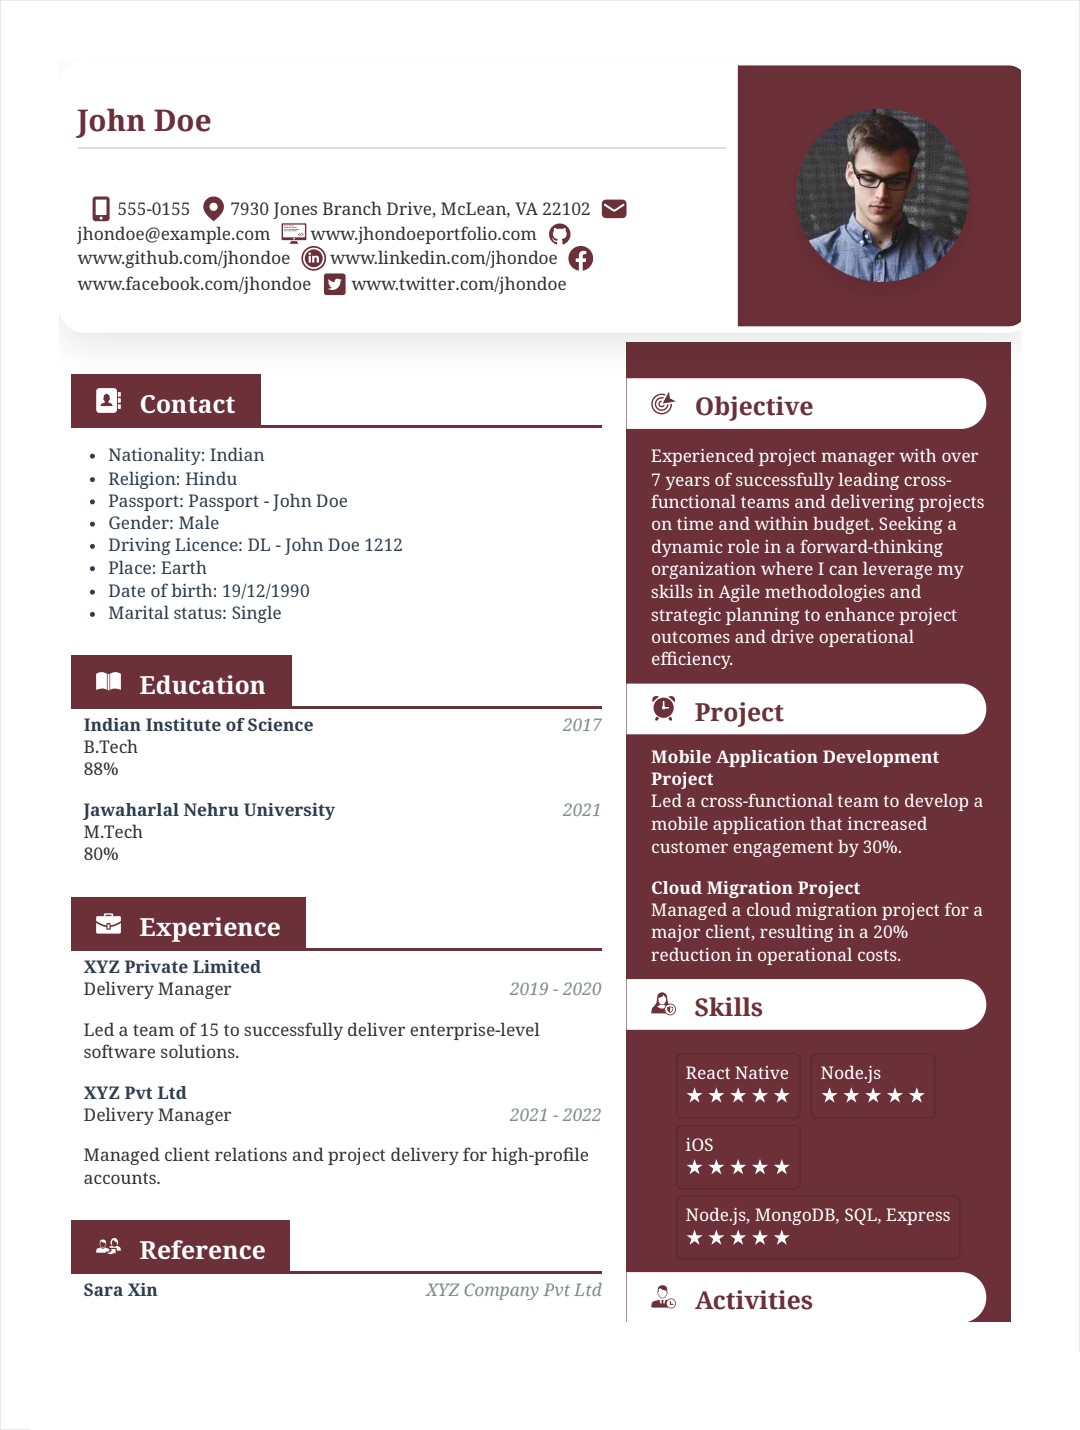 John Doe
555-0155 7930 Jones Branch Drive, McLean, VA 22102
jhondoe@example.com www.jhondoeportfolio.com
www.github.com/jhondoe www.linkedin.com/jhondoe
www.facebook.com/jhondoe www.twitter.com/jhondoe
Contact
• Nationality: Indian
• Religion: Hindu
• Passport: Passport - John Doe
• Gender: Male
• Driving Licence: DL - John Doe 1212
• Place: Earth
• Date of birth: 19/12/1990
• Marital status: Single
Education
Indian Institute of Science 2017
B.Tech
88%
Jawaharlal Nehru University 2021
M.Tech
80%
Experience
XYZ Private Limited
Delivery Manager 2019 - 2020
Led a team of 15 to successfully deliver enterprise-level
software solutions.
XYZ Pvt Ltd
Delivery Manager 2021 - 2022
Managed client relations and project delivery for high-profile
accounts.
Reference
Sara Xin XYZ Company Pvt Ltd
Objective
Experienced project manager with over
7 years of successfully leading cross-
functional teams and delivering projects
on time and within budget. Seeking a
dynamic role in a forward-thinking
organization where I can leverage my
skills in Agile methodologies and
strategic planning to enhance project
outcomes and drive operational
efficiency.
Project
Mobile Application Development
Project
Led a cross-functional team to develop a
mobile application that increased
customer engagement by 30%.
Cloud Migration Project
Managed a cloud migration project for a
major client, resulting in a 20%
reduction in operational costs.
Skills
React Native Node.js
★★★★★ ★★★★★
iOS
★★★★★
Node.js, MongoDB, SQL, Express
★★★★★
Activities